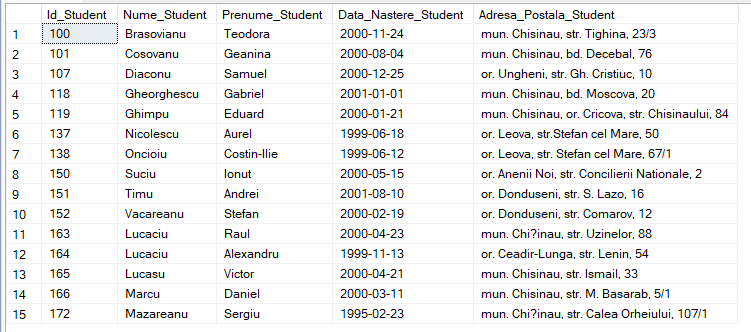 Id_Student Nume_Student Prenume_Student Data_Nastere_Student Adresa_Postala_Student
1 100 Brasovianu Teodora 2000-11-24 mun. Chisinau, str. Tighina, 23/3
2 101 Cosovanu Geanina 2000-08-04 mun. Chisinau, bd. Decebal, 76
3 107 Diaconu Samuel 2000-12-25 or. Ungheni, str. Gh. Cristiuc, 10
4 118 Gheorghescu Gabriel 2001-01-01 mun. Chisinau, bd. Moscova, 20
5 119 Ghimpu Eduard 2000-01-21 mun. Chisinau, or. Cricova, str. Chisinaului, 84
6 137 Nicolescu Aurel 1999-06-18 or. Leova, str.Stefan cel Mare, 50
7 138 Oncioiu Costin-Ilie 1999-06-12 or. Leova, str. Stefan cel Mare, 67/1
8 150 Suciu Ionut 2000-05-15 or. Anenii Noi, str. Concilierii Nationale, 2
9 151 Timu Andrei 2001-08-10 or. Donduseni, str. S. Lazo, 16
10 152 Vacareanu Stefan 2000-02-19 or. Donduseni, str. Comarov, 12
11 163 Lucaciu Raul 2000-04-23 mun. Chi?inau, str. Uzinelor, 88
12 164 Lucaciu Alexandru 1999-11-13 or. Ceadir-Lunga, str. Lenin, 54
13 165 Lucasu Victor 2000-04-21 mun. Chisinau, str. Ismail, 33
14 166 Marcu Daniel 2000-03-11 mun. Chisinau, str. M. Basarab, 5/1
15 172 Mazareanu Sergiu 1995-02-23 mun. Chi?inau, str. Calea Orheiului, 107/1